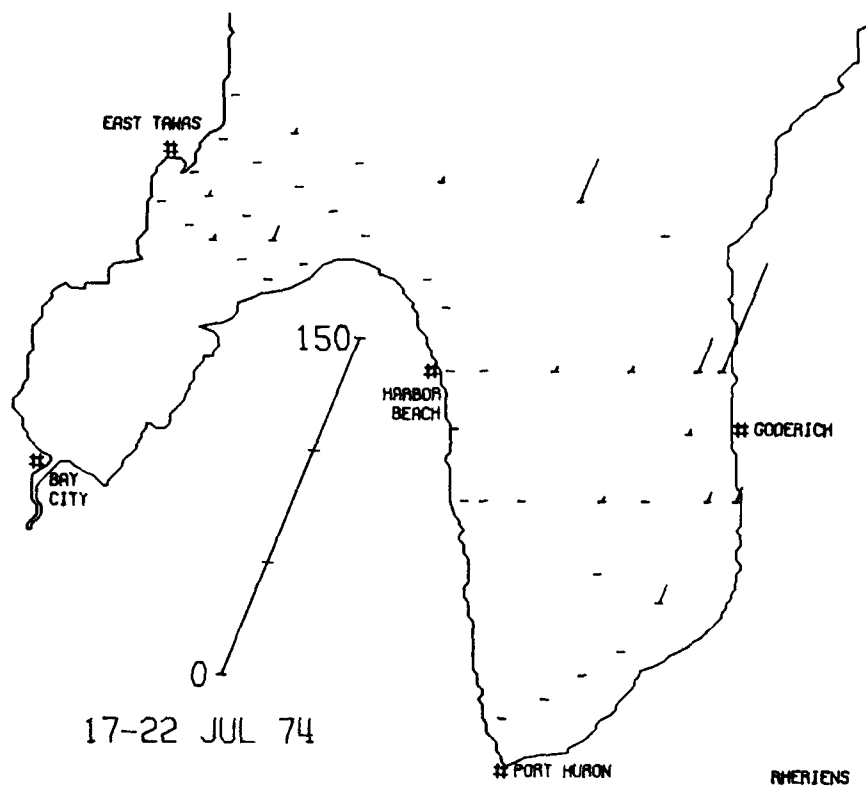 EAST TAWAS
150
HARBOR
BEACH
GODERICH
BAY
CITY
0
17-22 JUL 74
PORT HURON
RHERIENS